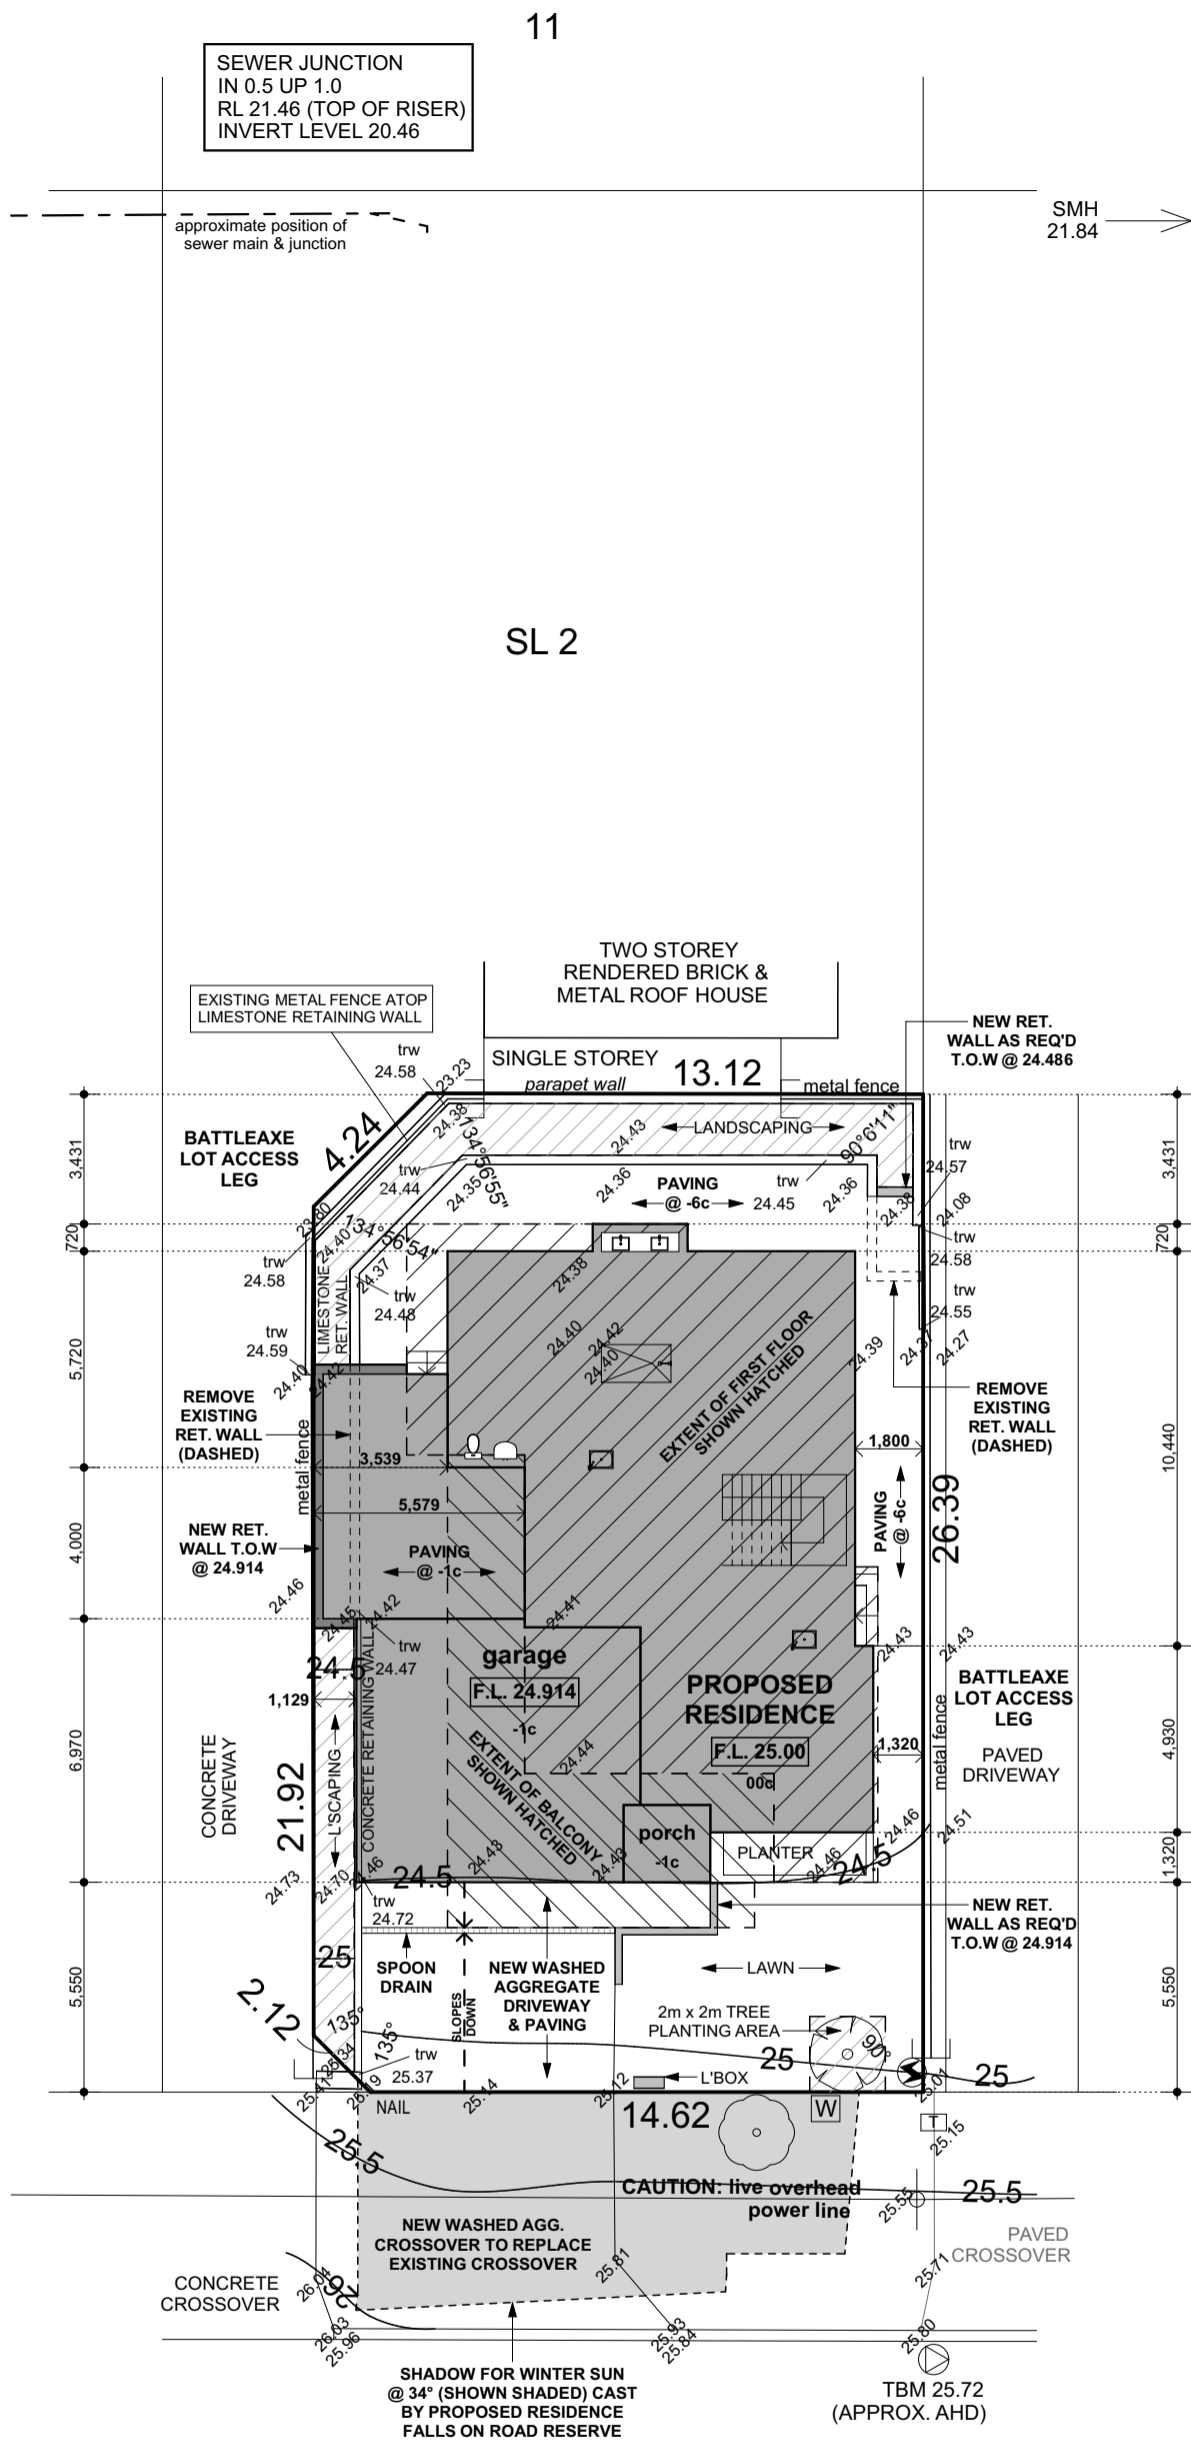 11
SEWER JUNCTION
IN 0.5 UP 1.0
RL 21.46 (TOP OF RISER)
INVERT LEVEL 20.46
approximate position of
sewer main & junction
SMH
21.84
SL 2
TWO STOREY
RENDERED BRICK &
METAL ROOF HOUSE
EXISTING METAL FENCE ATOP
LIMESTONE RETAINING WALL
NEW RET.
WALL AS REQ'D
T.O.W @ 24.486
trw
24.58
23.23
SINGLE STOREY
parapet wall
13.12
metal fence
4.24
BATTLEAXE
LOT ACCESS
LEG
24.38
134°56'55"
24.43
LANDSCAPING
90°6'11"
trw
24.57
3,431
3,431
trw
24.44
24.35
24.36
PAVING
@ -6c
trw
24.45
24.36
24.38
24.08
23.80
134°56'54"
24.40
720
720
trw
24.58
trw
24.58
LIMESTONE
RET. WALL
24.37
trw
24.48
24.38
trw
24.55
trw
24.59
24.40
24.42
24.40
24.42
24.40
EXTENT OF FIRST FLOOR
SHOWN HATCHED
24.39
24.37
24.27
5,720
REMOVE
EXISTING
RET. WALL
(DASHED)
REMOVE
EXISTING
RET. WALL
(DASHED)
metal fence
3,539
1,800
10,440
5,579
26.39
PAVING
@ -6c
4,000
NEW RET.
WALL T.O.W
@ 24.914
PAVING
@ -1c
24.46
24.45
24.42
24.41
trw
24.47
24.5
garage
F.L. 24.914
-1c
PROPOSED
RESIDENCE
F.L. 25.00
00c
24.43
24.43
BATTLEAXE
LOT ACCESS
LEG
1,129
CONCRETE RETAINING WALL
6,970
CONCRETE
DRIVEWAY
21.92
L'SCAPING
EXTENT OF BALCONY
SHOWN HATCHED
24.44
1,320
metal fence
PAVED
DRIVEWAY
4,930
porch
-1c
PLANTER
24.46
24.51
24.73
24.70
24.46
24.5
24.43
24.43
24.46
24.5
1,320
trw
24.72
NEW RET.
WALL AS REQ'D
T.O.W @ 24.914
25
SPOON
DRAIN
SLOPES
DOWN
NEW WASHED
AGGREGATE
DRIVEWAY
& PAVING
LAWN
5,550
5,550
2.12
135°
135°
25.34
2m x 2m TREE
PLANTING AREA
90°
25
25
trw
25.37
L'BOX
25.41
25.19
NAIL
25.14
25.12
14.62
W
25.01
T
25.15
25.5
CAUTION: live overhead
power line
25.55
25.5
NEW WASHED AGG.
CROSSOVER TO REPLACE
EXISTING CROSSOVER
25.81
PAVED
CROSSOVER
25.71
CONCRETE
CROSSOVER
26.04
26
26.03
25.96
25.93
25.84
25.80
SHADOW FOR WINTER SUN
@ 34° (SHOWN SHADED) CAST
BY PROPOSED RESIDENCE
FALLS ON ROAD RESERVE
TBM 25.72
(APPROX. AHD)